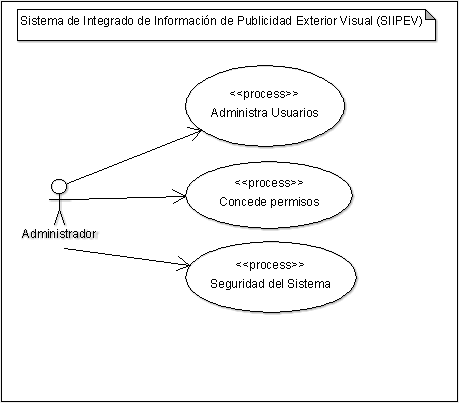 Sistema de Integrado de Información de Publicidad Exterior Visual (SIIPEV)
<<process>>
Administra Usuarios
<<process>>
Concede permisos
Administrador
<<process>>
Seguridad del Sistema